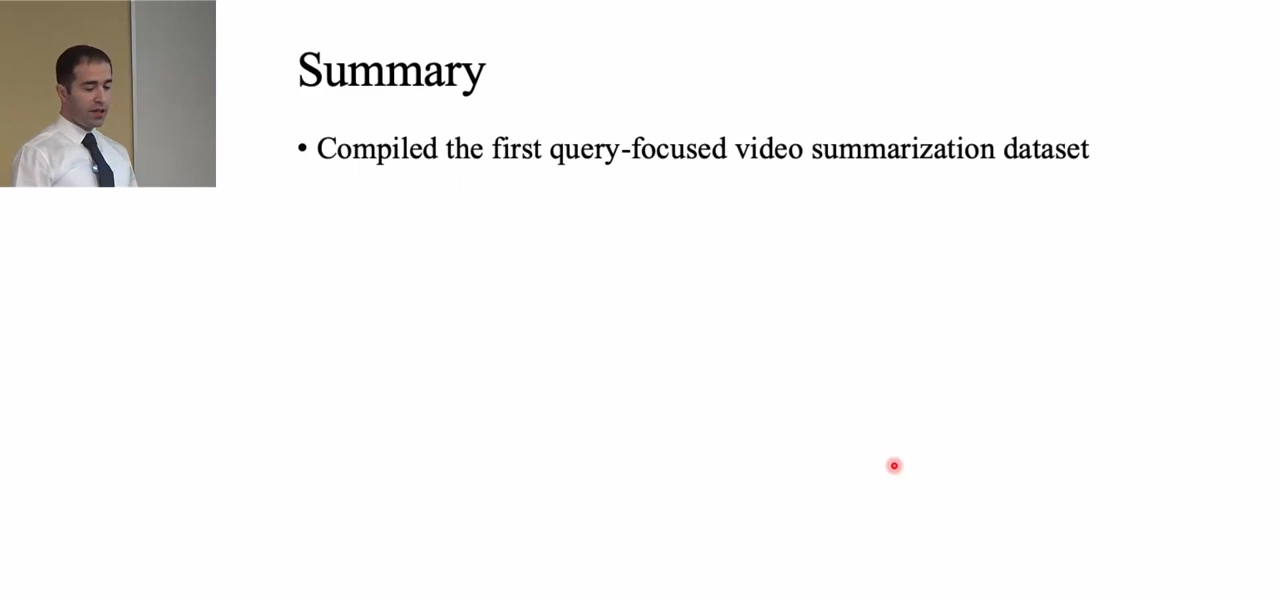 Summary
• Compiled the first query-focused video summarization dataset